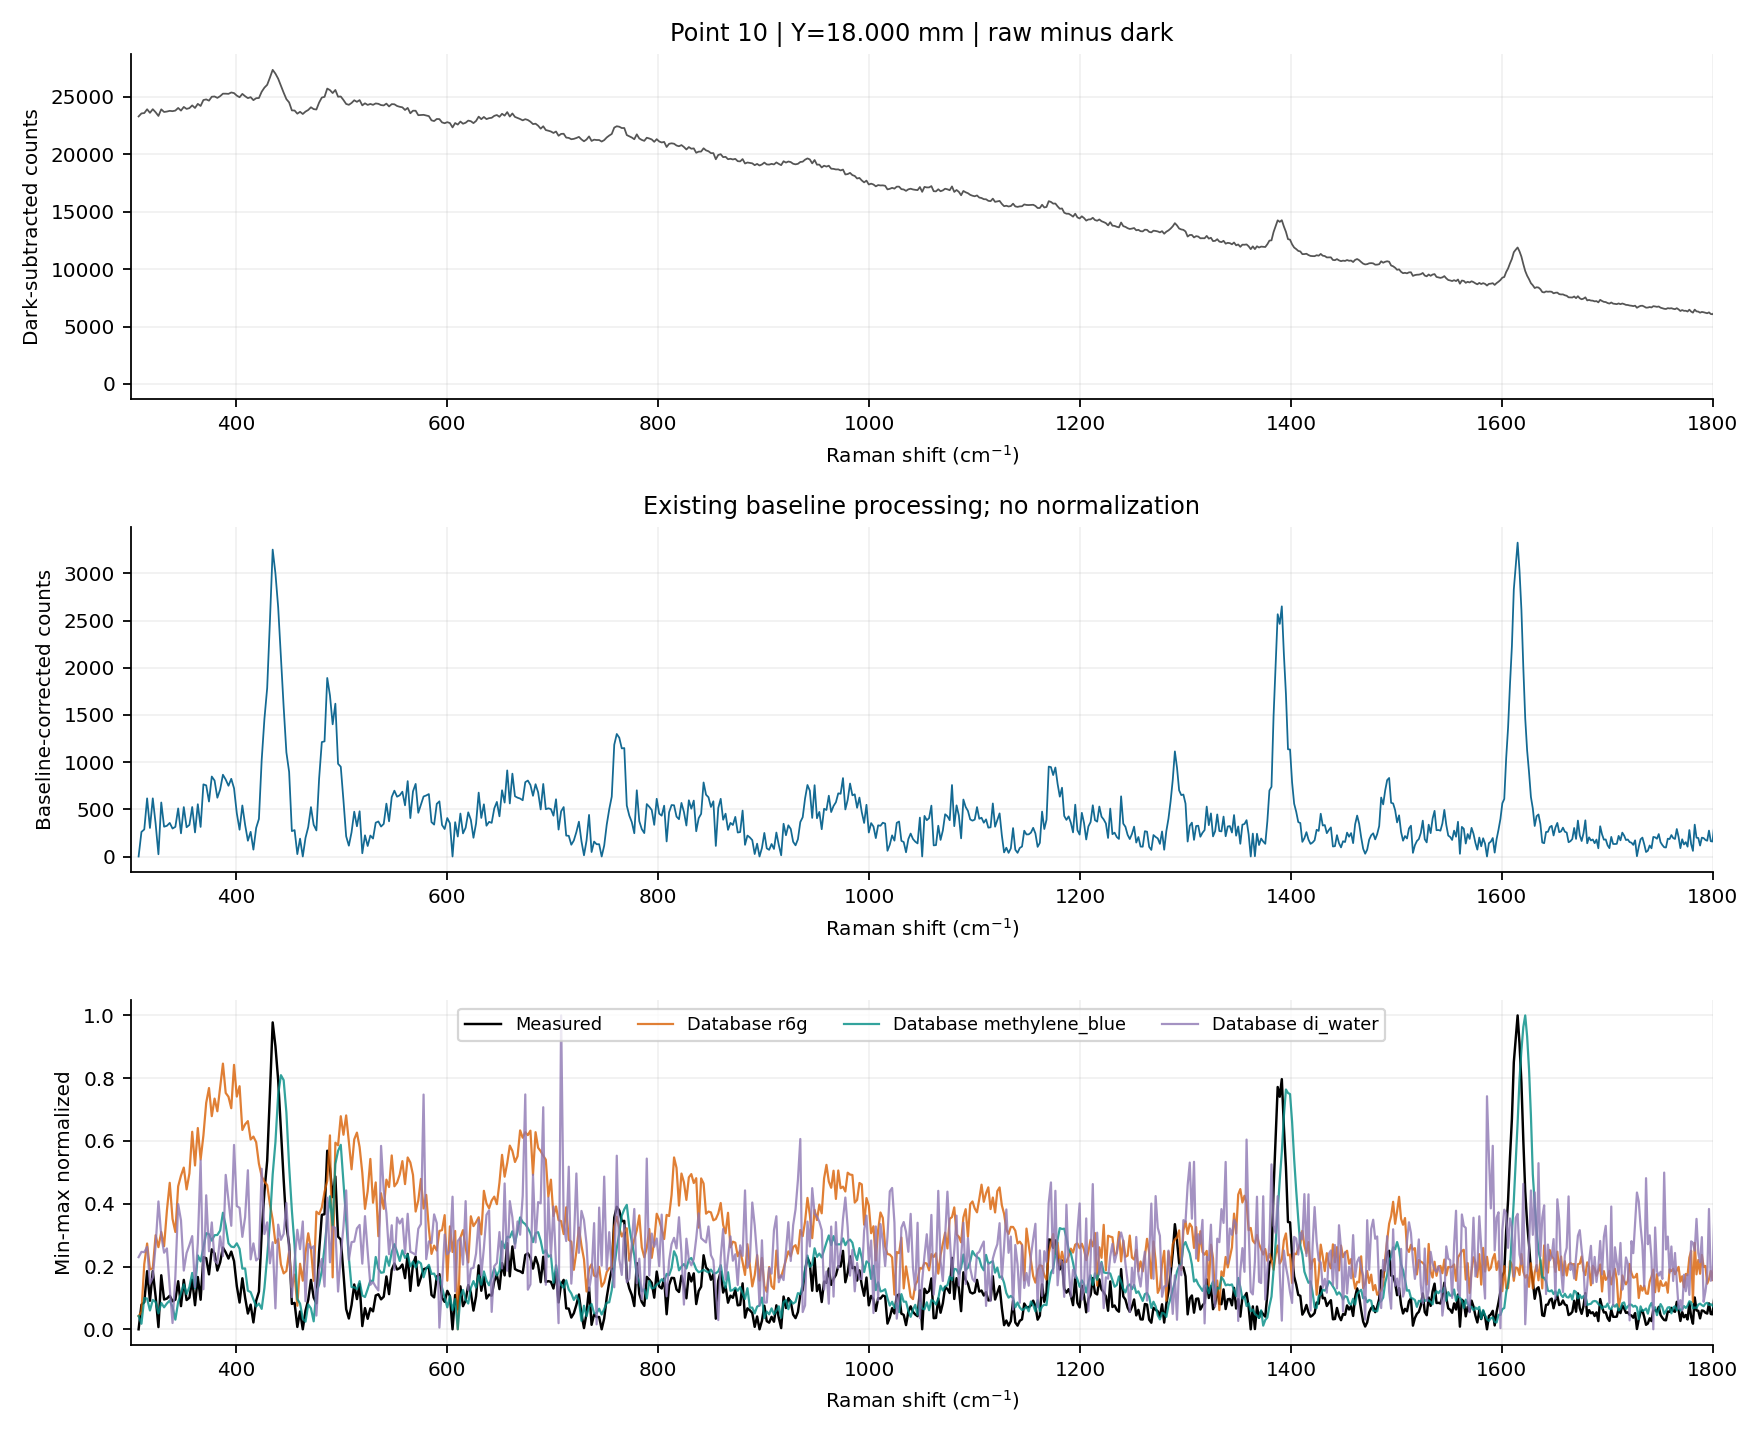 Point 10 | Y=18.000 mm | raw minus dark
Dark-subtracted counts
25000
20000
15000
10000
5000
0
400 600 800 1000 1200 1400 1600 1800
Raman shift (cm⁻¹)
Existing baseline processing; no normalization
Baseline-corrected counts
3000
2500
2000
1500
1000
500
0
400 600 800 1000 1200 1400 1600 1800
Raman shift (cm⁻¹)
Measured Database r6g Database methylene_blue Database di_water
Min-max normalized
1.0
0.8
0.6
0.4
0.2
0.0
400 600 800 1000 1200 1400 1600 1800
Raman shift (cm⁻¹)